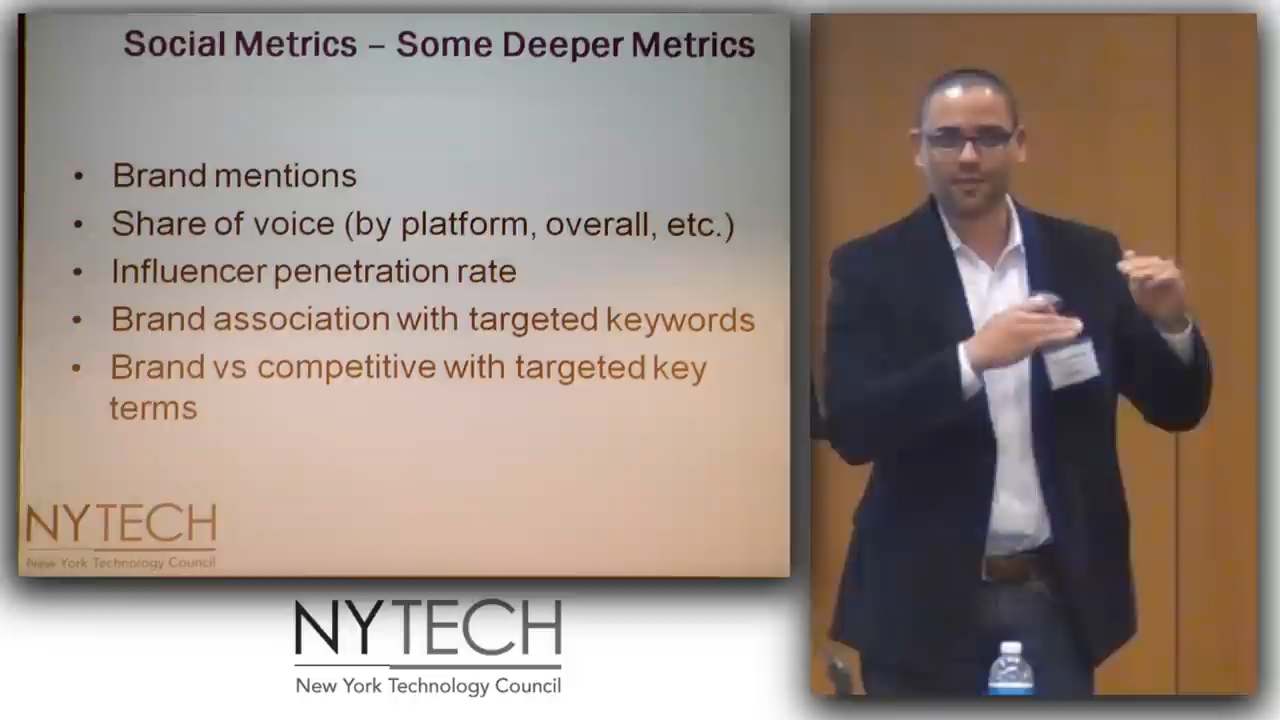 Social Metrics – Some Deeper Metrics
• Brand mentions
• Share of voice (by platform, overall, etc.)
• Influencer penetration rate
• Brand association with targeted keywords
• Brand vs competitive with targeted key
terms
NYTECH
New York Technology Council
NYTECH
New York Technology Council